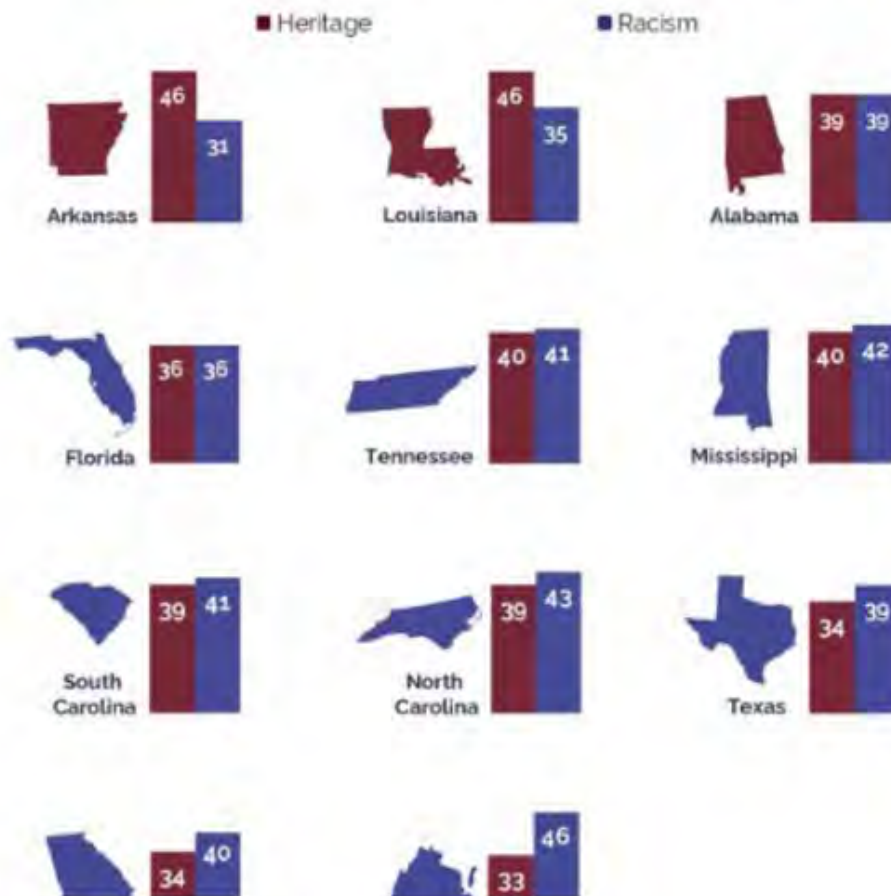 Heritage Racism
46 31
Arkansas
46 35
Louisiana
39 39
Alabama
36 36
Florida
40 41
Tennessee
40 42
Mississippi
39 41
South
Carolina
39 43
North
Carolina
34 39
Texas
34 40
33 46